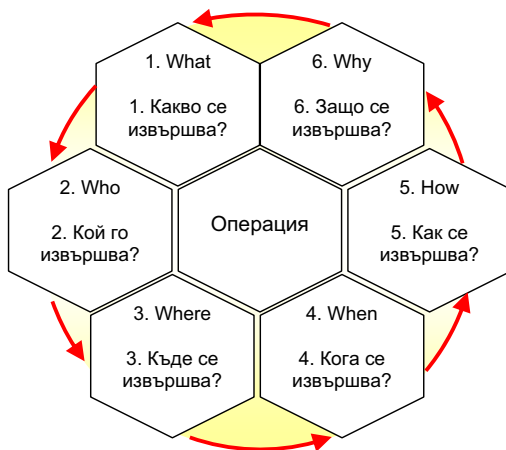 1. What
1. Какво се
извършва?
6. Why
6. Защо се
извършва?
2. Who
2. Кой го
извършва?
Операция
5. How
5. Как се
извършва?
3. Where
3. Къде се
извършва?
4. When
4. Кога се
извършва?